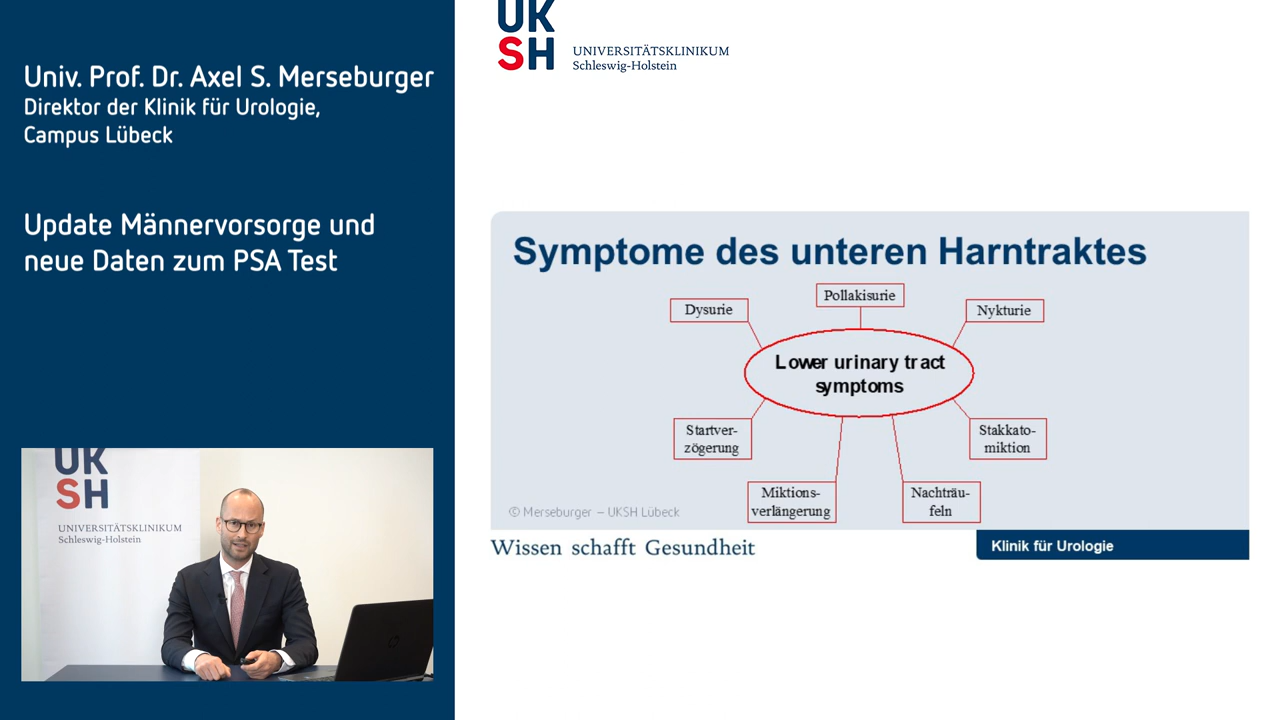 Univ. Prof. Dr. Axel S. Merseburger
Direktor der Klinik für Urologie,
Campus Lübeck
Update Männervorsorge und
neue Daten zum PSA Test
UK
SH
UNIVERSITÄTSKLINIKUM
Schleswig-Holstein
UK
SH
UNIVERSITÄTSKLINIKUM
Schleswig-Holstein
Symptome des unteren Harntraktes
Pollakisurie
Dysurie
Nykturie
Lower urinary tract
symptoms
Startver-
zögerung
Stakkato-
miktion
Miktions-
verlängerung
Nachträu-
feln
© Merseburger – UKSH Lübeck
Wissen schafft Gesundheit
Klinik für Urologie